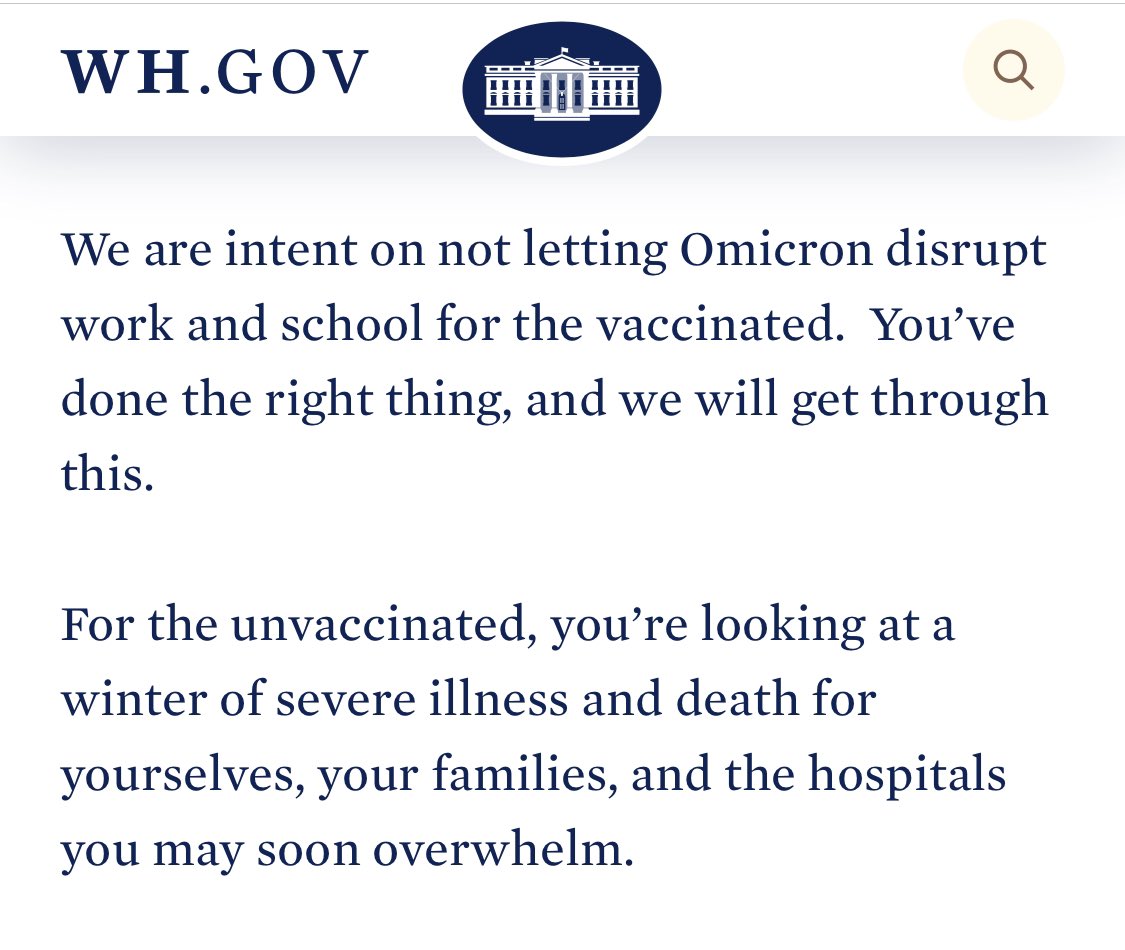 WH.GOV
We are intent on not letting Omicron disrupt
work and school for the vaccinated.  You’ve
done the right thing, and we will get through
this.
For the unvaccinated, you’re looking at a
winter of severe illness and death for
yourselves, your families, and the hospitals
you may soon overwhelm.